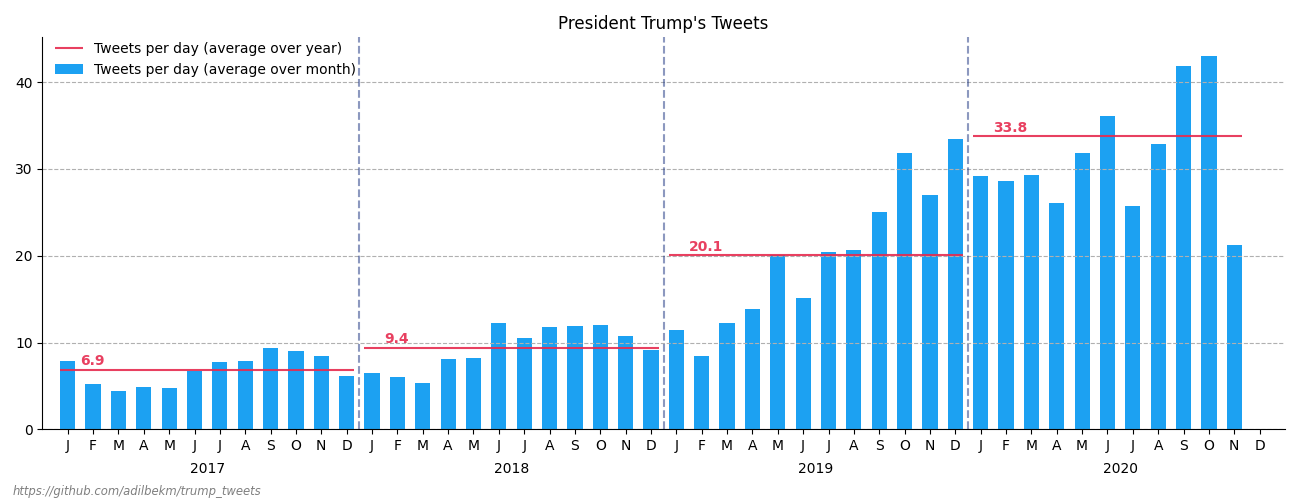 President Trump's Tweets
Tweets per day (average over year)
Tweets per day (average over month)
40
30
20
10
0
6.9
9.4
20.1
33.8
J F M A M J J A S O N D J F M A M J J A S O N D J F M A M J J A S O N D J F M A M J J A S O N D
2017 2018 2019 2020
https://github.com/adilbekm/trump_tweets